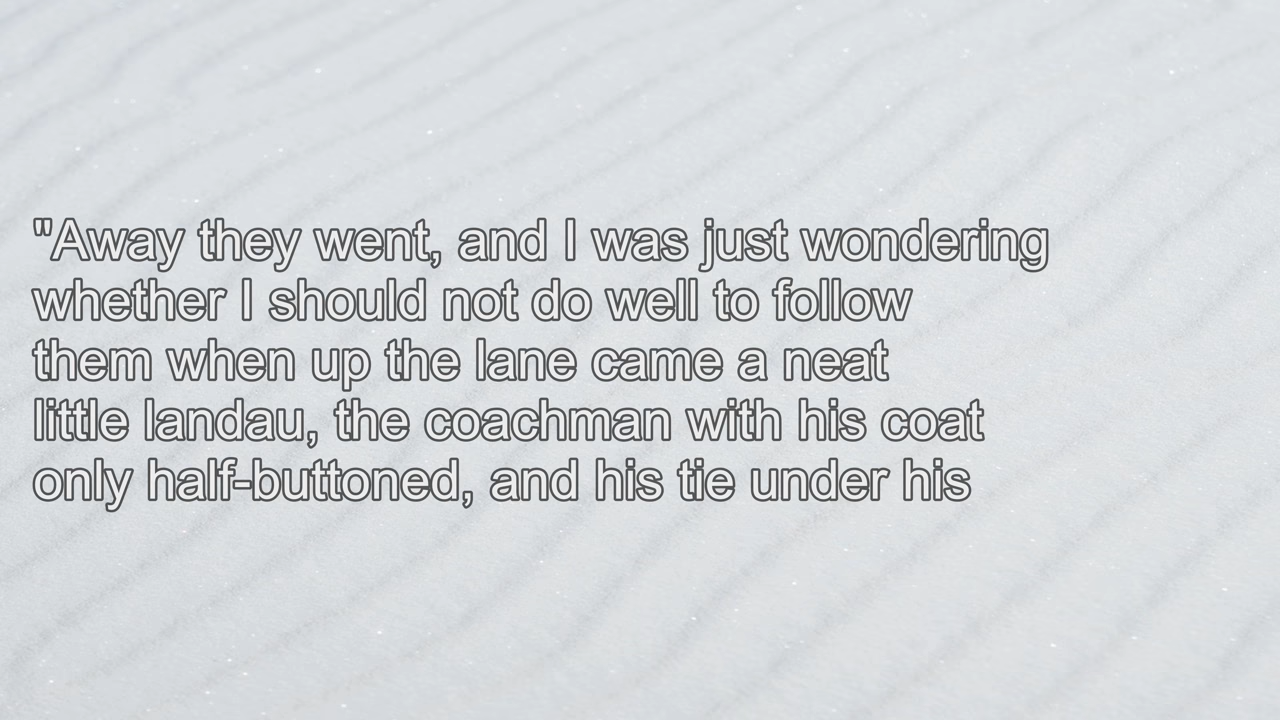 "Away they went, and I was just wondering
whether I should not do well to follow
them when up the lane came a neat
little landau, the coachman with his coat
only half-buttoned, and his tie under his